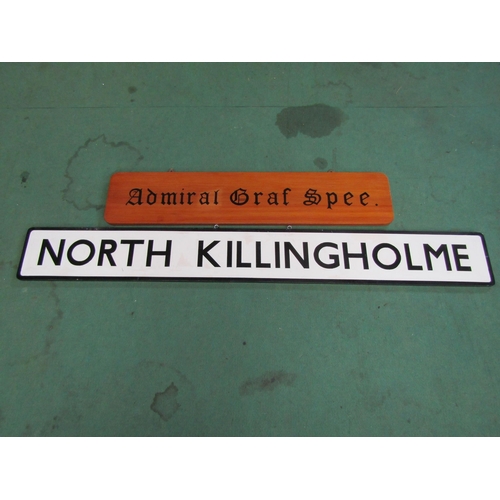 Admiral Graf Spee.
NORTH KILLINGHOLME